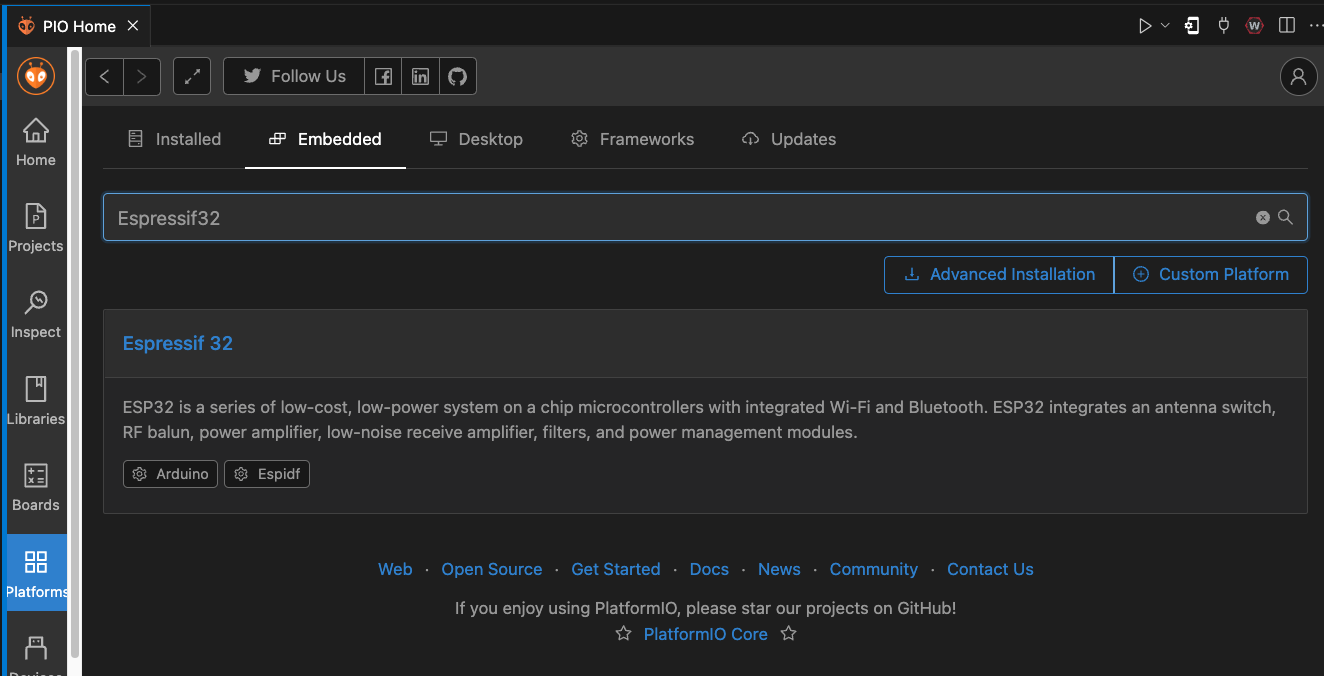 PIO Home
Follow Us
Home
Projects
Inspect
Libraries
Boards
Platforms
Installed
Embedded
Desktop
Frameworks
Updates
Espressif32
Advanced Installation
Custom Platform
Espressif 32
ESP32 is a series of low-cost, low-power system on a chip microcontrollers with integrated Wi-Fi and Bluetooth. ESP32 integrates an antenna switch,
RF balun, power amplifier, low-noise receive amplifier, filters, and power management modules.
Arduino
Espidf
Web · Open Source · Get Started · Docs · News · Community · Contact Us
If you enjoy using PlatformIO, please star our projects on GitHub!
PlatformIO Core